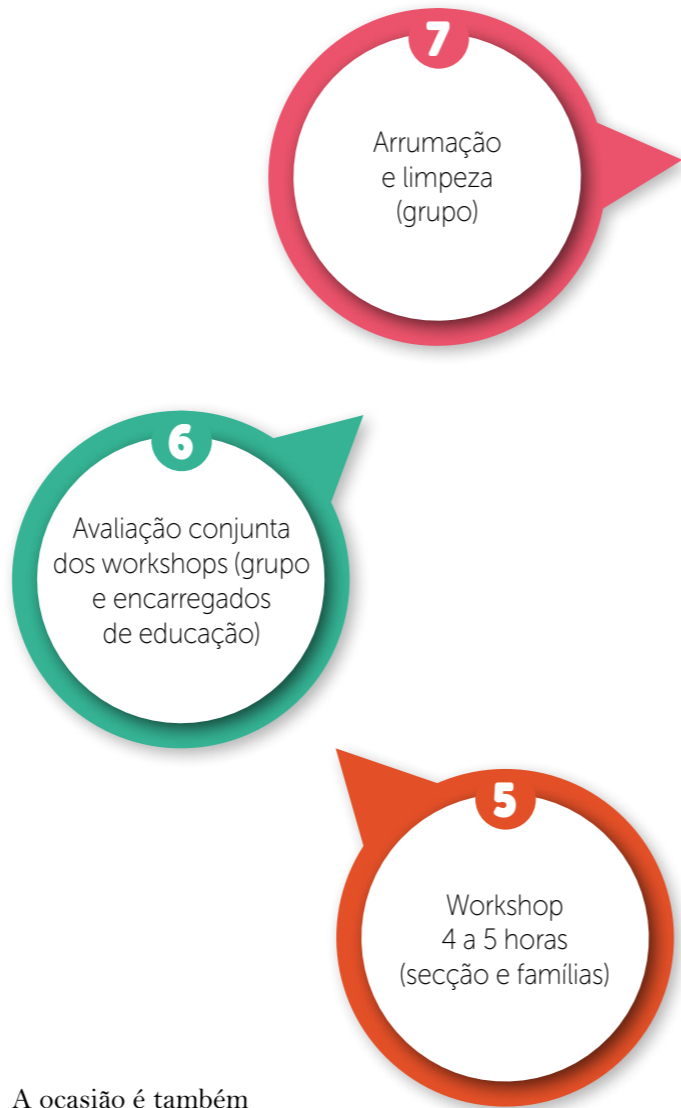 7
Arrumação
e limpeza
(grupo)
6
Avaliação conjunta
dos workshops (grupo
e encarregados
de educação)
5
Workshop
4 a 5 horas
(secção e famílias)
A ocasião é também